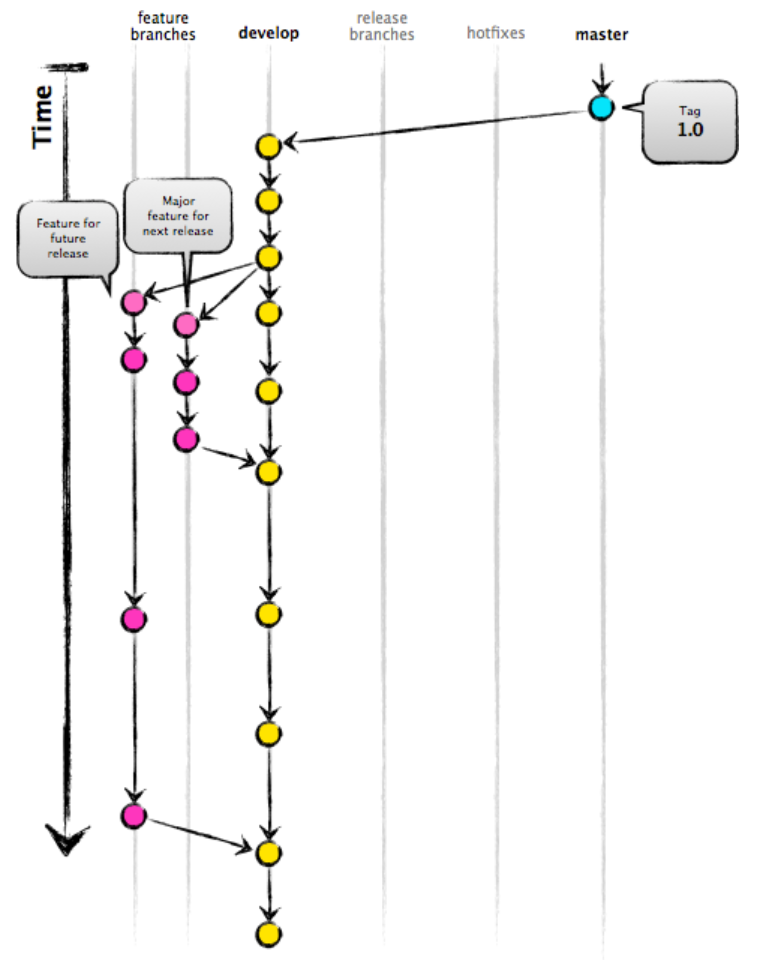 feature
branches
develop
release
branches
hotfixes
master
Time
Tag
1.0
Major
feature for
next release
Feature for
future
release